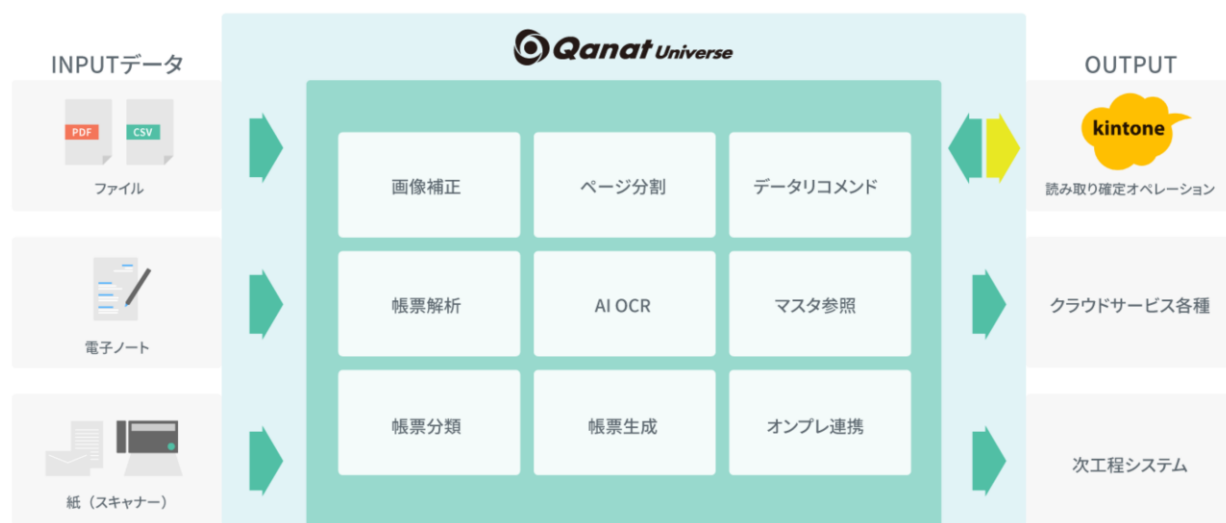 Qanat Universe
INPUTデータ
OUTPUT
PDF
CSV
ファイル
kintone
読み取り確定オペレーション
画像補正
ページ分割
データリコメンド
電子ノート
帳票解析
AI OCR
マスタ参照
クラウドサービス各種
帳票分類
帳票生成
オンプレ連携
紙（スキャナー）
次工程システム